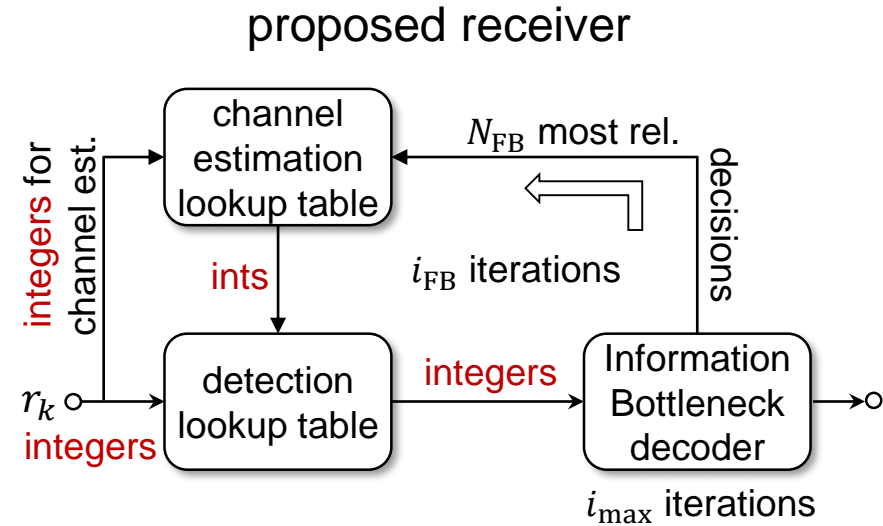 proposed receiver
integers for
channel est.
channel
estimation
lookup table
N_FB most rel.
decisions
ints
i_FB iterations
r_k
integers
detection
lookup table
integers
Information
Bottleneck
decoder
i_max iterations